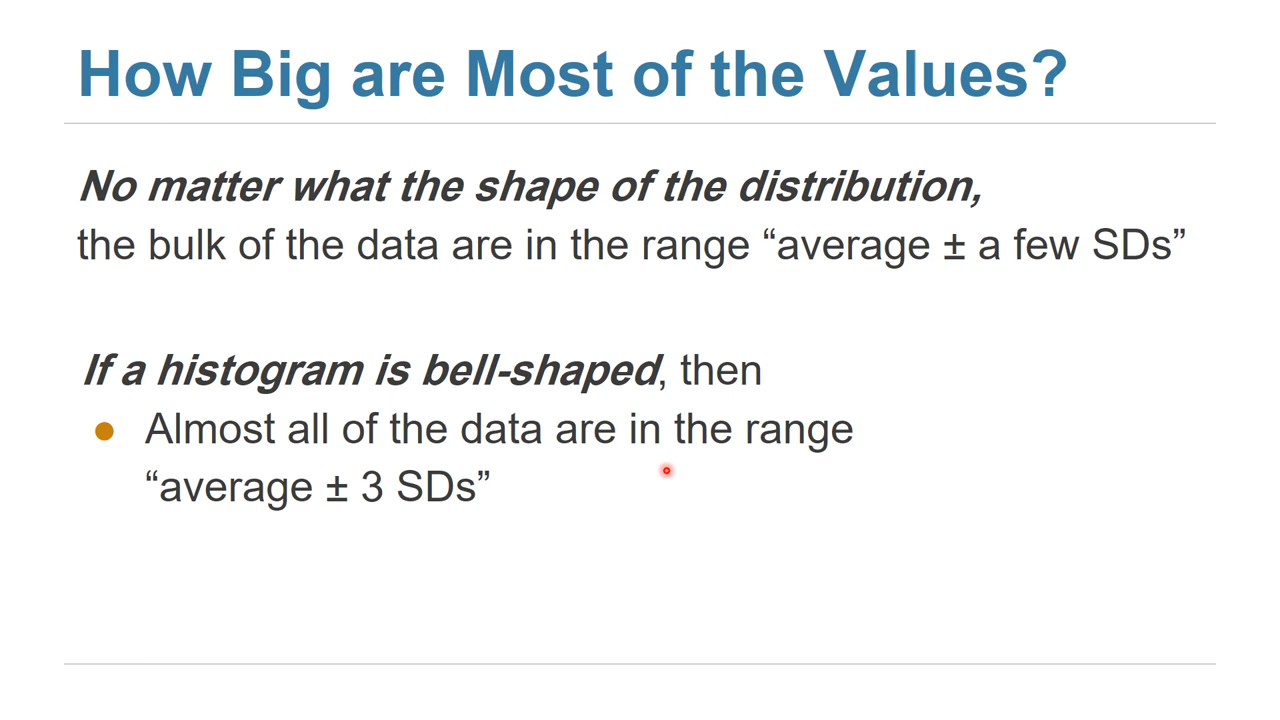 How Big are Most of the Values?
No matter what the shape of the distribution,
the bulk of the data are in the range “average ± a few SDs”
If a histogram is bell-shaped, then
● Almost all of the data are in the range
“average ± 3 SDs”